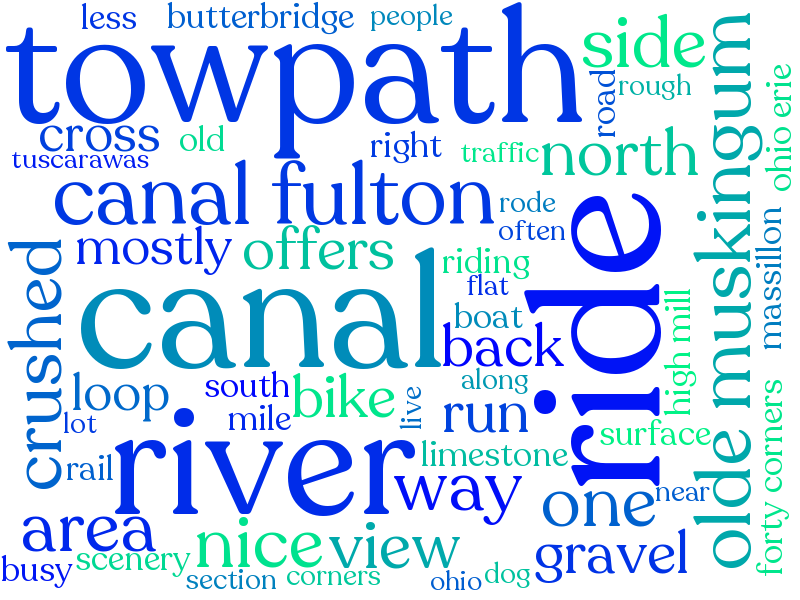 less
butterbridge
people
towpath
side
road
rough
cross
old
right
traffic
north
tuscarawas
ohio erie
canal fulton
rode
often
mostly
offers
riding
flat
ride
olde muskingum
massillon
crushed
canal
boat
back
high mill
loop
south
bike
along
live
lot
mile
run
surface
forty corners
rail
river
limestone
way
one
near
area
nice
view
gravel
busy
scenery
section
corners
ohio
dog